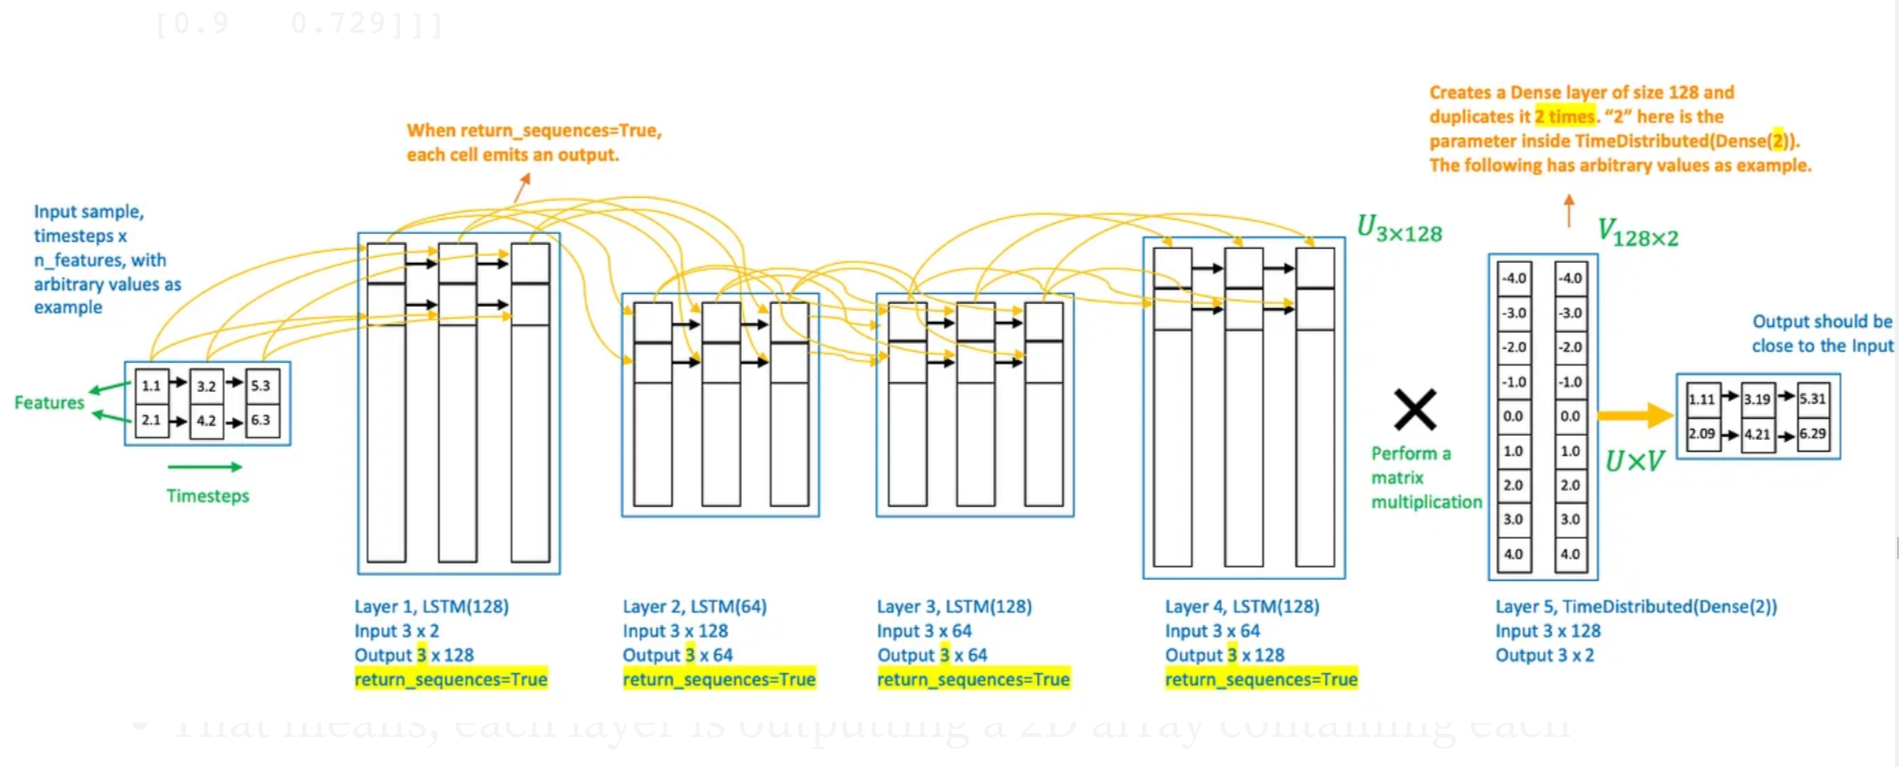 [0.9 0.729]]]
When return_sequences=True,
each cell emits an output.
Creates a Dense layer of size 128 and
duplicates it 2 times. “2” here is the
parameter inside TimeDistributed(Dense(2)).
The following has arbitrary values as example.
Input sample,
timesteps x
n_features, with
arbitrary values as
example
Features
1.1 3.2 5.3
2.1 4.2 6.3
Timesteps
U3×128
V128×2
Perform a
matrix
multiplication
-4.0 -4.0
-3.0 -3.0
-2.0 -2.0
-1.0 -1.0
0.0 0.0
1.0 1.0
2.0 2.0
3.0 3.0
4.0 4.0
U×V
Output should be
close to the Input
1.11 3.19 5.31
2.09 4.21 6.29
Layer 1, LSTM(128)
Input 3 x 2
Output 3 x 128
return_sequences=True
Layer 2, LSTM(64)
Input 3 x 128
Output 3 x 64
return_sequences=True
Layer 3, LSTM(128)
Input 3 x 64
Output 3 x 64
return_sequences=True
Layer 4, LSTM(128)
Input 3 x 64
Output 3 x 128
return_sequences=True
Layer 5, TimeDistributed(Dense(2))
Input 3 x 128
Output 3 x 2
• That means, each layer is outputting a 2D array containing each